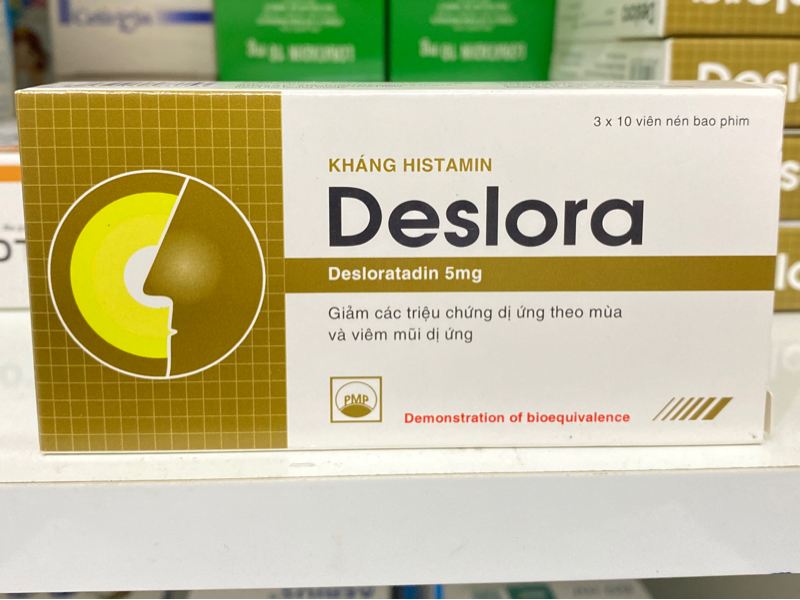 Deslo
3 x 10 viên nén bao phim
KHÁNG HISTAMIN
Deslora
Desloratadin 5mg
Giảm các triệu chứng dị ứng theo mùa
và viêm mũi dị ứng
PMP
Demonstration of bioequivalence